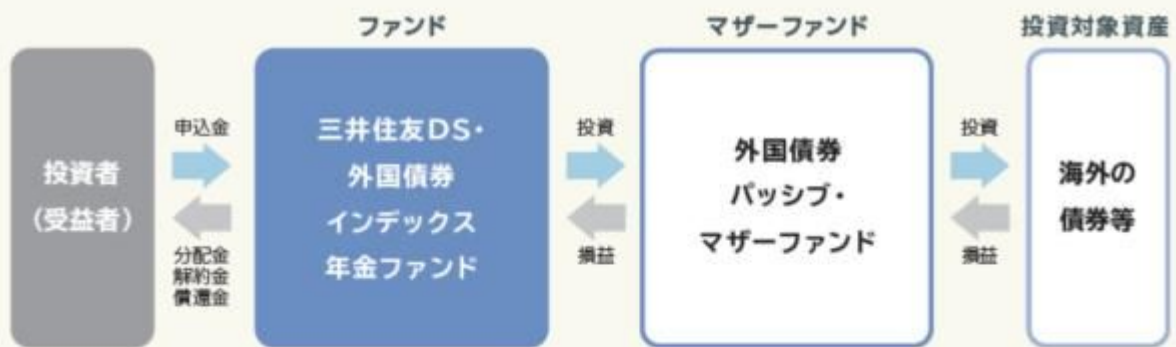 ファンド
マザーファンド
投資対象資産
投資者
(受益者)
申込金
分配金
解約金
償還金
三井住友DS・
外国債券
インデックス
年金ファンド
投資
損益
外国債券
パッシブ・
マザーファンド
投資
損益
海外の
債券等